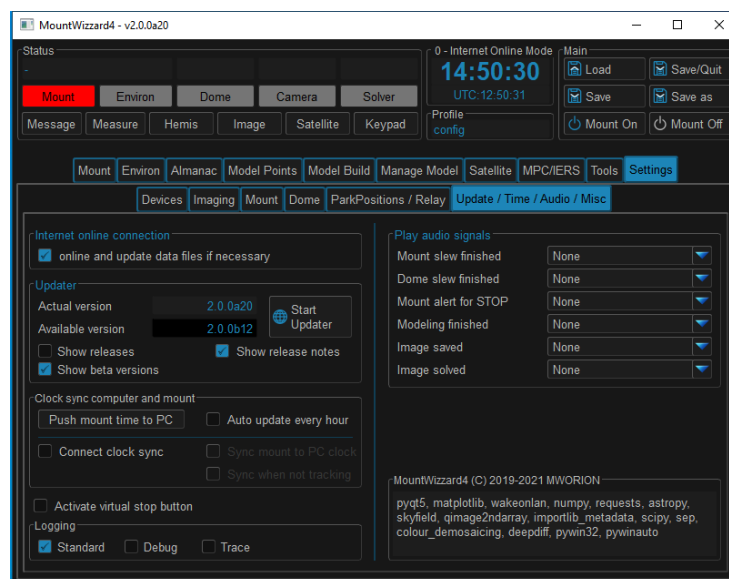 MountWizzard4 - v2.0.0a20
Status
-
Mount Environ Dome Camera Solver
Message Measure Hemis Image Satellite Keypad
0 - Internet Online Mode
14:50:30
UTC:12:50:31
Profile
config
Main
Load Save/Quit
Save Save as
Mount On Mount Off
Mount Environ Almanac Model Points Model Build Manage Model Satellite MPC/IERS Tools Settings
Devices Imaging Mount Dome ParkPositions / Relay Update / Time / Audio / Misc
Internet online connection
online and update data files if necessary
Updater
Actual version 2.0.0a20
Available version 2.0.0b12
Start
Updater
Show releases Show release notes
Show beta versions
Clock sync computer and mount
Push mount time to PC Auto update every hour
Connect clock sync Sync mount to PC clock
Sync when not tracking
Activate virtual stop button
Logging
Standard Debug Trace
Play audio signals
Mount slew finished None
Dome slew finished None
Mount alert for STOP None
Modeling finished None
Image saved None
Image solved None
MountWizzard4 (C) 2019-2021 MWORION
pyqt5, matplotlib, wakeonlan, numpy, requests, astropy,
skyfield, qimage2ndarray, importlib_metadata, scipy, sep,
colour_demosaicing, deepdiff, pywin32, pywinauto